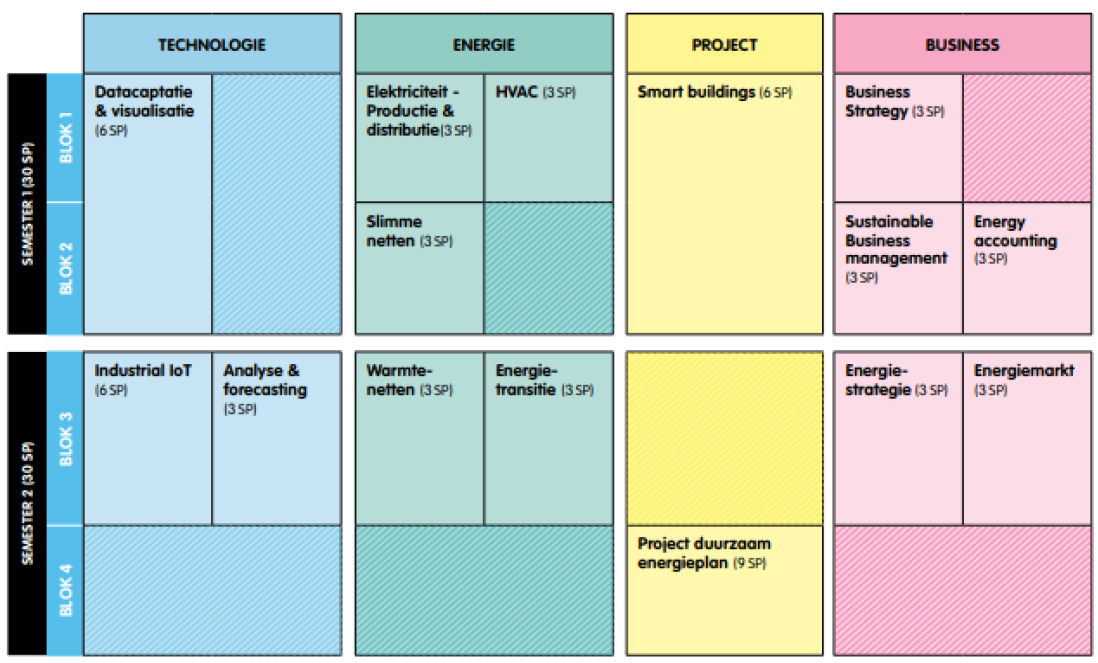 TECHNOLOGIE
ENERGIE
PROJECT
BUSINESS
SEMESTER 1 (30 SP)
BLOK 1
Datacaptatie
& visualisatie
(6 SP)
Elektriciteit -
Productie &
distributie(3 SP)
HVAC (3 SP)
Smart buildings (6 SP)
Business
Strategy (3 SP)
BLOK 2
Slimme
netten (3 SP)
Sustainable
Business
management
(3 SP)
Energy
accounting
(3 SP)
SEMESTER 2 (30 SP)
BLOK 3
Industrial IoT
(6 SP)
Analyse &
forecasting
(3 SP)
Warmte-
netten (3 SP)
Energie-
transitie (3 SP)
Energie-
strategie (3 SP)
Energiemarkt
(3 SP)
BLOK 4
Project duurzaam
energieplan (9 SP)